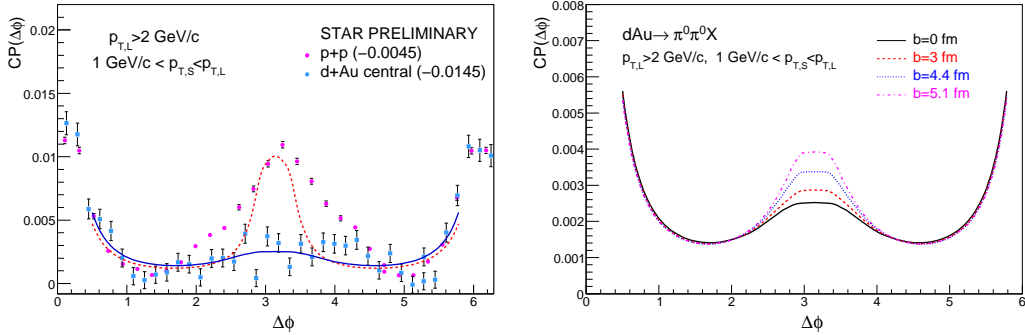 CP(Δϕ)
0.02
0.015
0.01
0.005
0
p_T,L>2 GeV/c
1 GeV/c < p_T,S<p_T,L
STAR PRELIMINARY
p+p (−0.0045)
d+Au central (−0.0145)
0 1 2 3 4 5 6
Δϕ
CP(Δϕ)
0.008
0.007
0.006
0.005
0.004
0.003
0.002
0.001
0.000
dAu→ π⁰π⁰X
p_T,L>2 GeV/c, 1 GeV/c < p_T,S<p_T,L
b=0 fm
b=3 fm
b=4.4 fm
b=5.1 fm
0 1 2 3 4 5 6
Δϕ